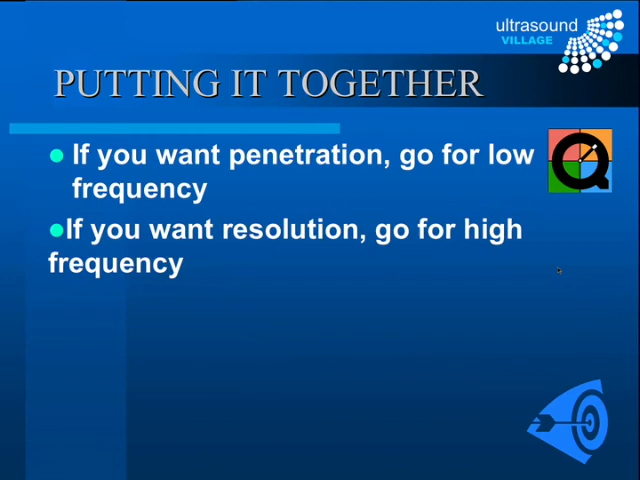 ultrasound
VILLAGE
PUTTING IT TOGETHER
If you want penetration, go for low
frequency
If you want resolution, go for high
frequency